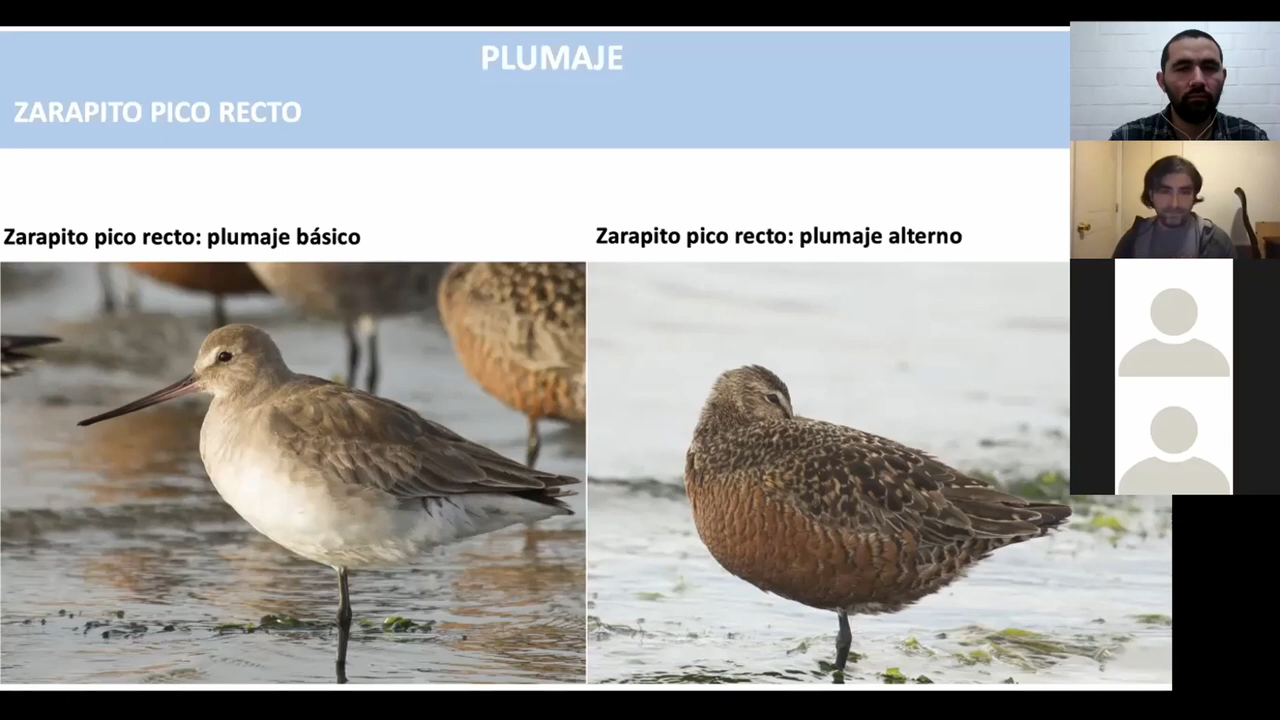 PLUMAJE
ZARAPITO PICO RECTO
Zarapito pico recto: plumaje básico
Zarapito pico recto: plumaje alterno